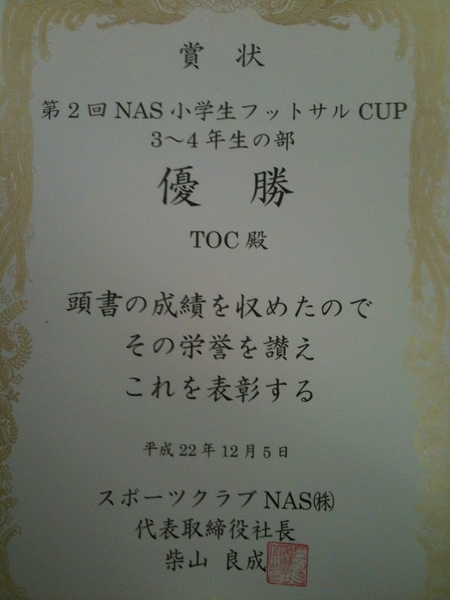 賞状
第2回NAS小学生フットサルCUP
3～4年生の部
優勝
TOC殿
頭書の成績を収めたので
その栄誉を讃え
これを表彰する
平成22年12月5日
スポーツクラブNAS㈱
代表取締役社長
柴山 良成